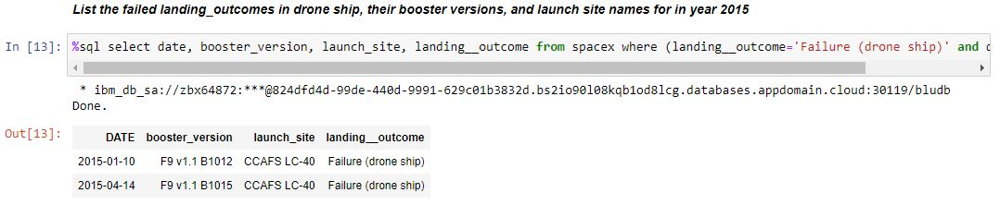 List the failed landing_outcomes in drone ship, their booster versions, and launch site names for in year 2015
In [13]: %sql select date, booster_version, launch_site, landing__outcome from spacex where (landing__outcome='Failure (drone ship)' and
* ibm_db_sa://zbx64872:***@824dfd4d-99de-440d-9991-629c01b3832d.bs2io90l08kqb1od8lcg.databases.appdomain.cloud:30119/bludb
Done.
Out[13]:
DATE booster_version launch_site landing__outcome
2015-01-10 F9 v1.1 B1012 CCAFS LC-40 Failure (drone ship)
2015-04-14 F9 v1.1 B1015 CCAFS LC-40 Failure (drone ship)